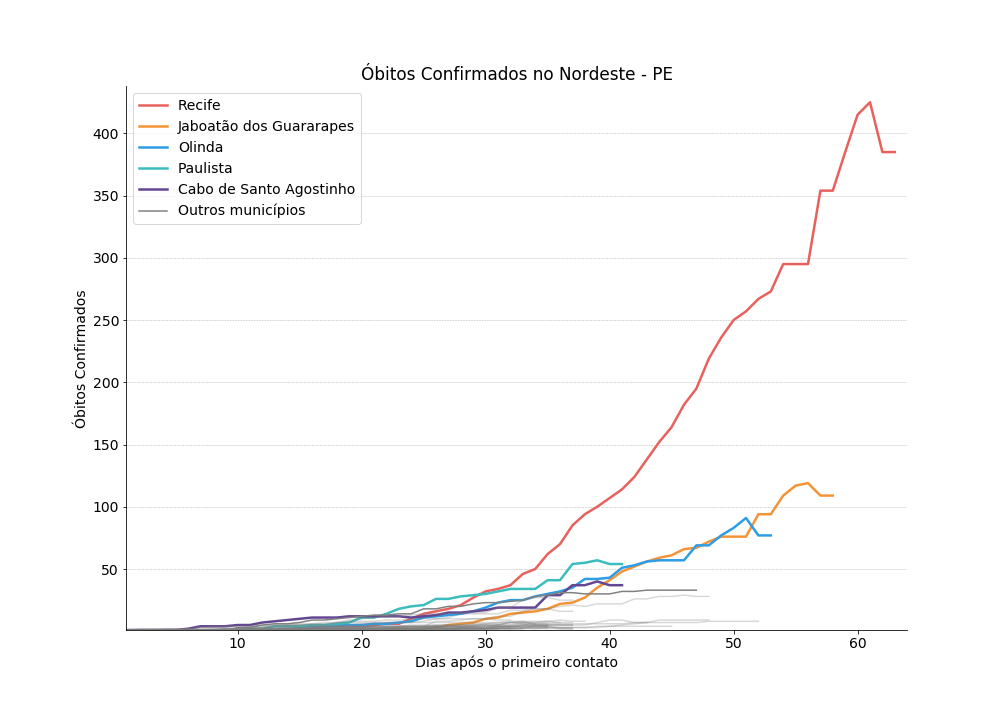 Óbitos Confirmados no Nordeste - PE
Recife
Jaboatão dos Guararapes
Olinda
Paulista
Cabo de Santo Agostinho
Outros municípios
400
350
300
250
200
150
100
50
Óbitos Confirmados
10 20 30 40 50 60
Dias após o primeiro contato